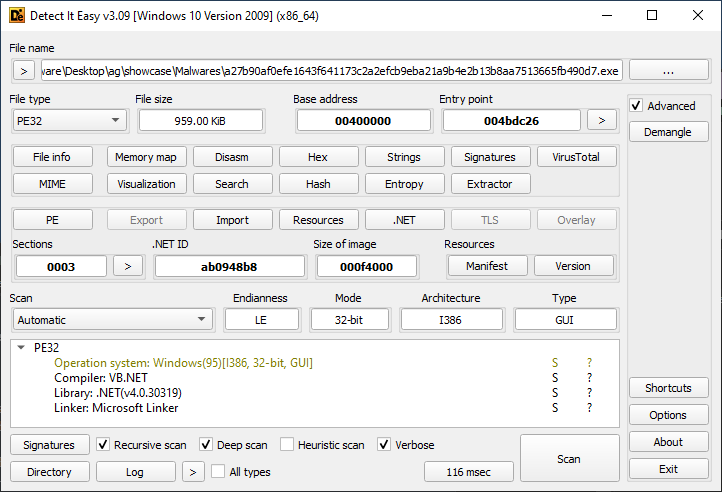 Detect It Easy v3.09 [Windows 10 Version 2009] (x86_64)
File name
> ware\Desktop\ag\showcase\Malwares\a27b90af0efe1643f641173c2a2efcb9eba21a9b4e2b13b8aa7513665fb490d7.exe ...
File type File size Base address Entry point Advanced
PE32 959.00 KiB 00400000 004bdc26 > Demangle
File info Memory map Disasm Hex Strings Signatures VirusTotal
MIME Visualization Search Hash Entropy Extractor
PE Export Import Resources .NET TLS Overlay
Sections .NET ID Size of image Resources
0003 > ab0948b8 000f4000 Manifest Version
Scan Endianness Mode Architecture Type
Automatic LE 32-bit I386 GUI
PE32
Operation system: Windows(95)[I386, 32-bit, GUI] S ?
Compiler: VB.NET S ?
Library: .NET(v4.0.30319) S ?
Linker: Microsoft Linker S ?
Shortcuts
Options
Signatures Recursive scan Deep scan Heuristic scan Verbose Scan About
Directory Log > All types 116 msec Exit